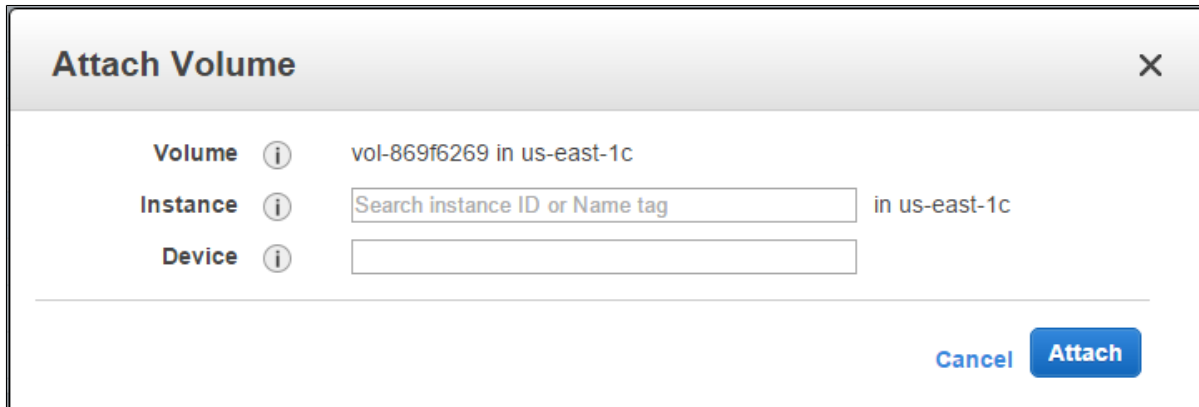 Attach Volume
Volume vol-869f6269 in us-east-1c
Instance Search instance ID or Name tag in us-east-1c
Device
Cancel Attach